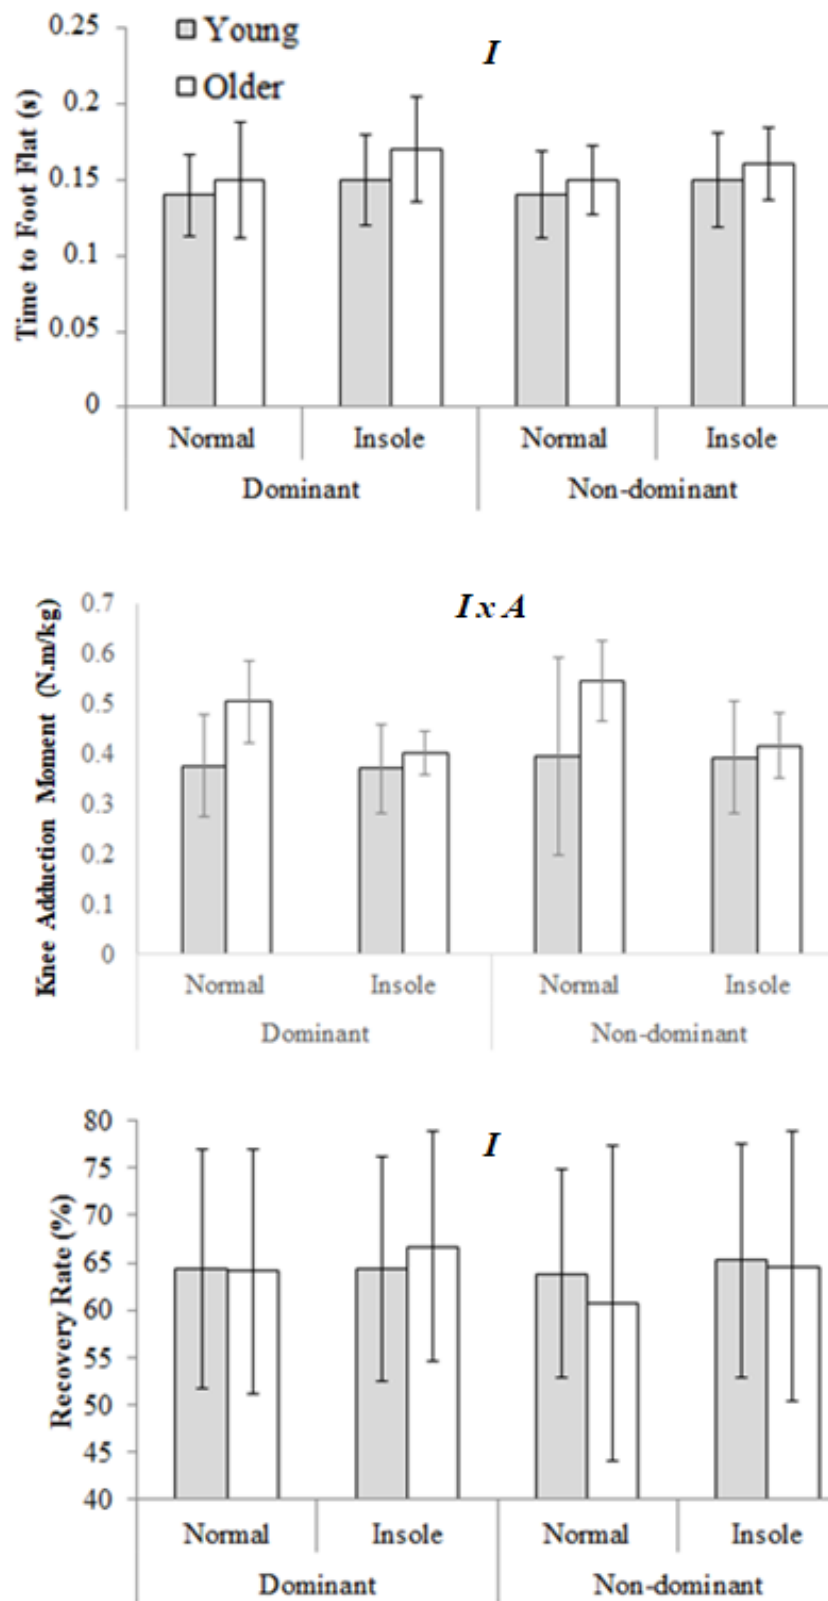 0.25
Young
I
Older
0.2
0.15
0.1
0.05
0
Time to Foot Flat (s)
Normal Insole Normal Insole
Dominant Non-dominant
0.7
I x A
0.6
0.5
0.4
0.3
0.2
0.1
0
Knee Adduction Moment (N.m/kg)
Normal Insole Normal Insole
Dominant Non-dominant
80
I
75
70
65
60
55
50
45
40
Recovery Rate (%)
Normal Insole Normal Insole
Dominant Non-dominant